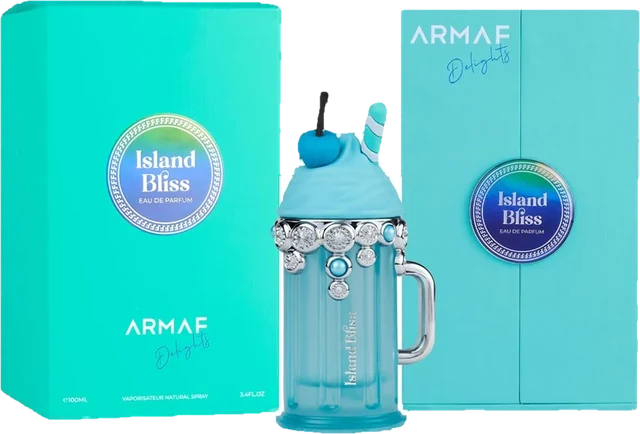 Island
Bliss
EAU DE PARFUM
ARMAF
Delights
℮100ML
VAPORISATEUR NATURAL SPRAY
3.4FL.OZ
Island Bliss
ARMAF
Delights
Island
Bliss
EAU DE PARFUM